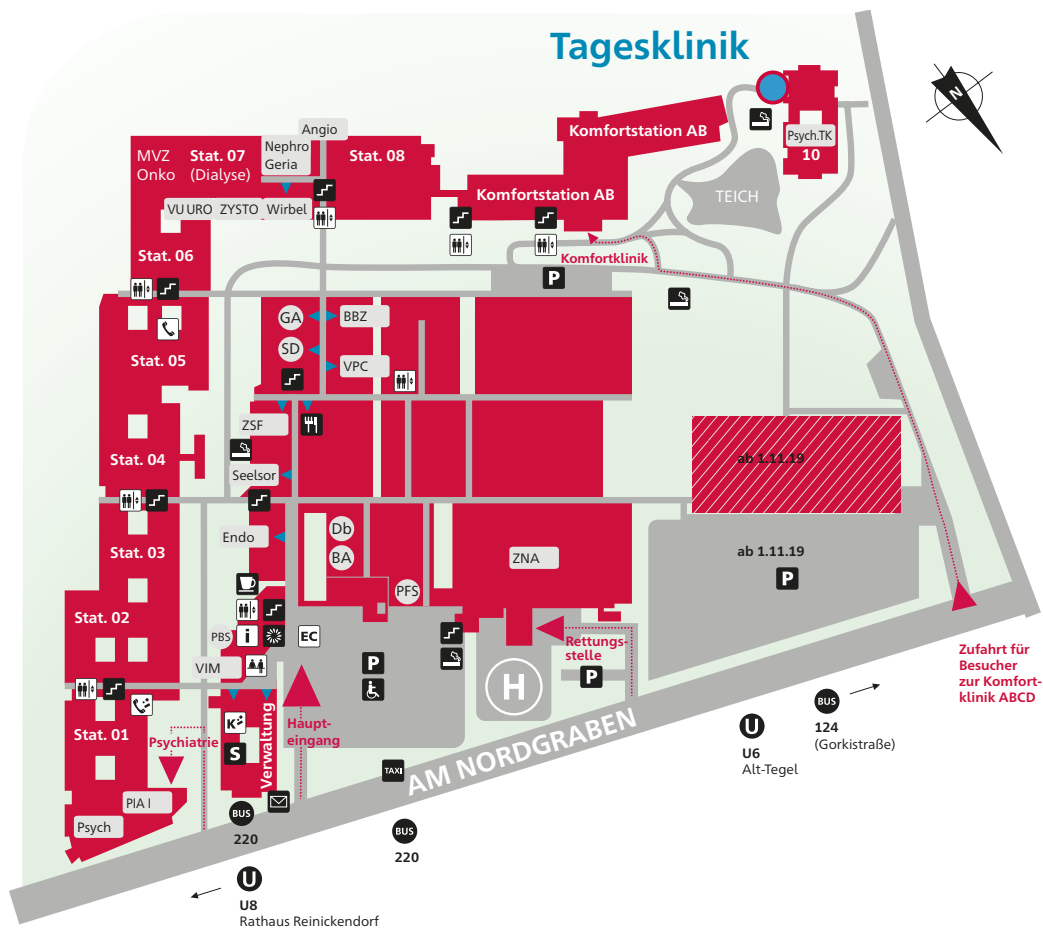 Tagesklinik
N
Angio
Nephro
Geria
MVZ
Onko
Stat. 07
(Dialyse)
Stat. 08
VU
URO
ZYSTO
Wirbel
Komfortstation AB
Komfortstation AB
Psych.TK
10
TEICH
Komfortklinik
P
Stat. 06
GA
BBZ
SD
VPC
Stat. 05
ZSF
Stat. 04
Seelsor
ab 1.11.19
Stat. 03
Endo
Db
BA
ZNA
ab 1.11.19
P
PFS
Stat. 02
PBS
i
EC
VIM
P
Rettungs-
stelle
P
H
Zufahrt für
Besucher
zur Komfort-
klinik ABCD
Stat. 01
Psychiatrie
K
S
Verwaltung
Haupt-
eingang
TAXI
AM NORDGRABEN
U
U6
Alt-Tegel
BUS
124
(Gorkistraße)
PIA I
Psych
BUS
220
BUS
220
U
U8
Rathaus Reinickendorf